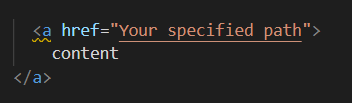 <a href="Your specified path">
content
</a>